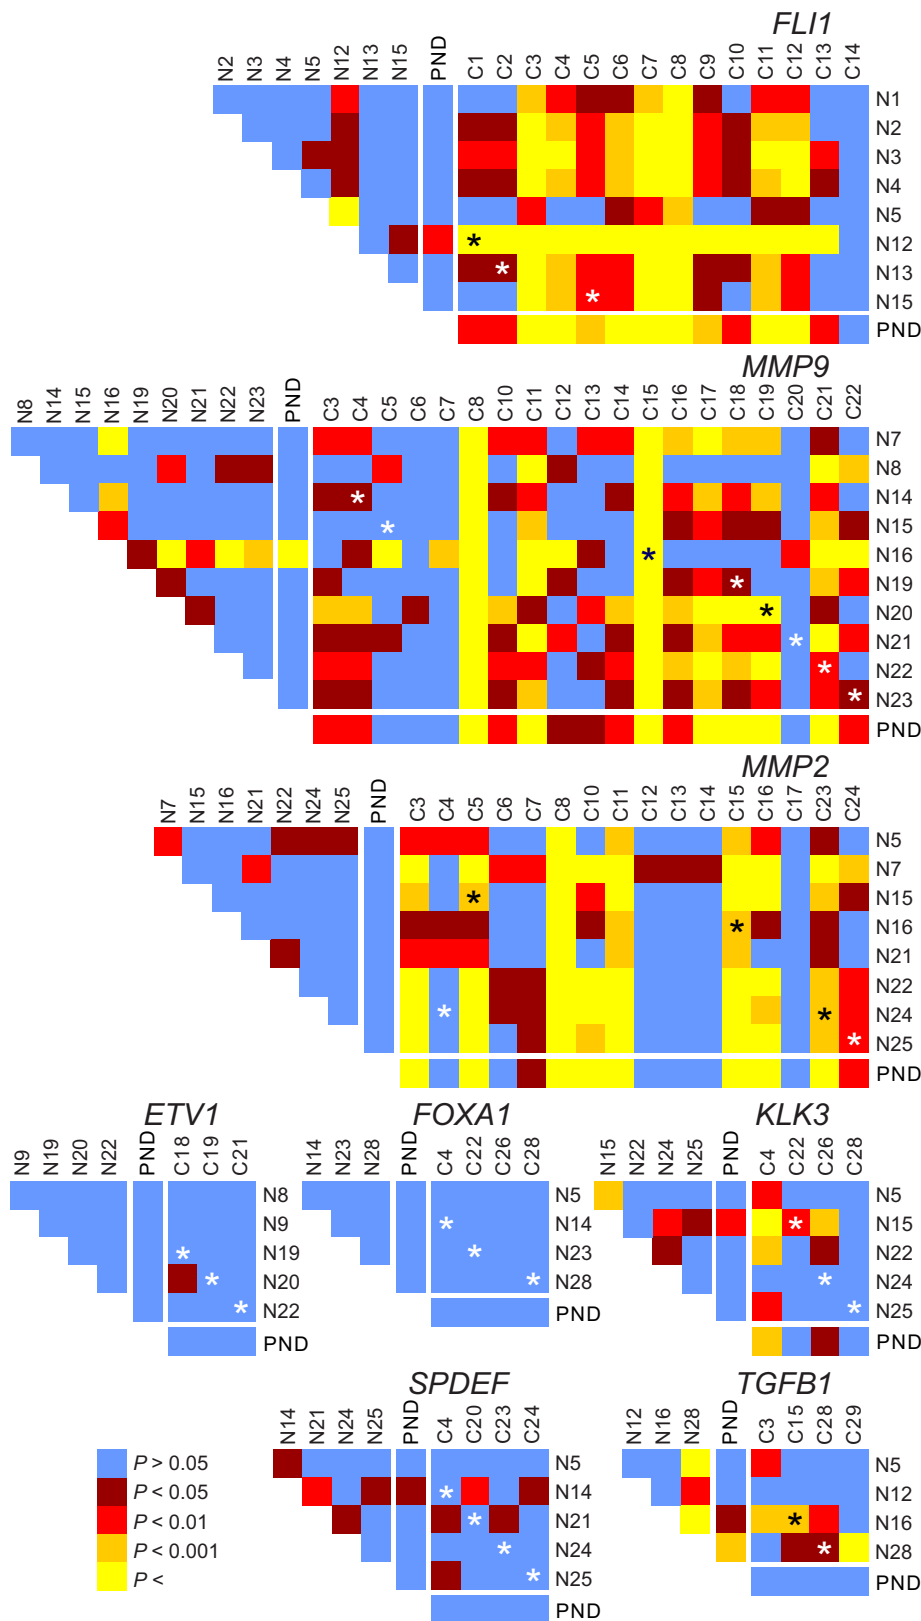 FLI1
N2 N3 N4 N5 N12 N13 N15 PND C1 C2 C3 C4 C5 C6 C7 C8 C9 C10 C11 C12 C13 C14
N1
N2
N3
N4
N5
N12
*
N13
*
N15
*
PND
MMP9
N8 N14 N15 N16 N19 N20 N21 N22 N23 PND C3 C4 C5 C6 C7 C8 C10 C11 C12 C13 C14 C15 C16 C17 C18 C19 C20 C21 C22
N7
N8
* N14
* N15
* N16
* N19
* N20
* N21
* N22
* N23
PND
MMP2
N7 N15 N16 N21 N22 N24 N25 PND C3 C4 C5 C6 C7 C8 C10 C11 C12 C13 C14 C15 C16 C17 C23 C24
N5
N7
* N15
* N16
N21
N22
* * N24
* N25
PND
ETV1 FOXA1 KLK3
N9 N19 N20 N22 PND C18 C19 C21 N14 N23 N28 PND C4 C22 C26 C28 N15 N22 N24 N25 PND C4 C22 C26 C28
N8 N5 N5
N9 * N14 * N15
* N19 * N23 N22
* N20 * N28 * N24
* N22 PND * N25
PND PND
SPDEF TGFB1
N14 N21 N24 N25 PND C4 C20 C23 C24 N12 N16 N28 PND C3 C15 C28 C29
P > 0.05 N5 N5
P < 0.05 * N14 N12
P < 0.01 * N21 * N16
P < 0.001 * N24 * N28
P < * N25 PND
PND